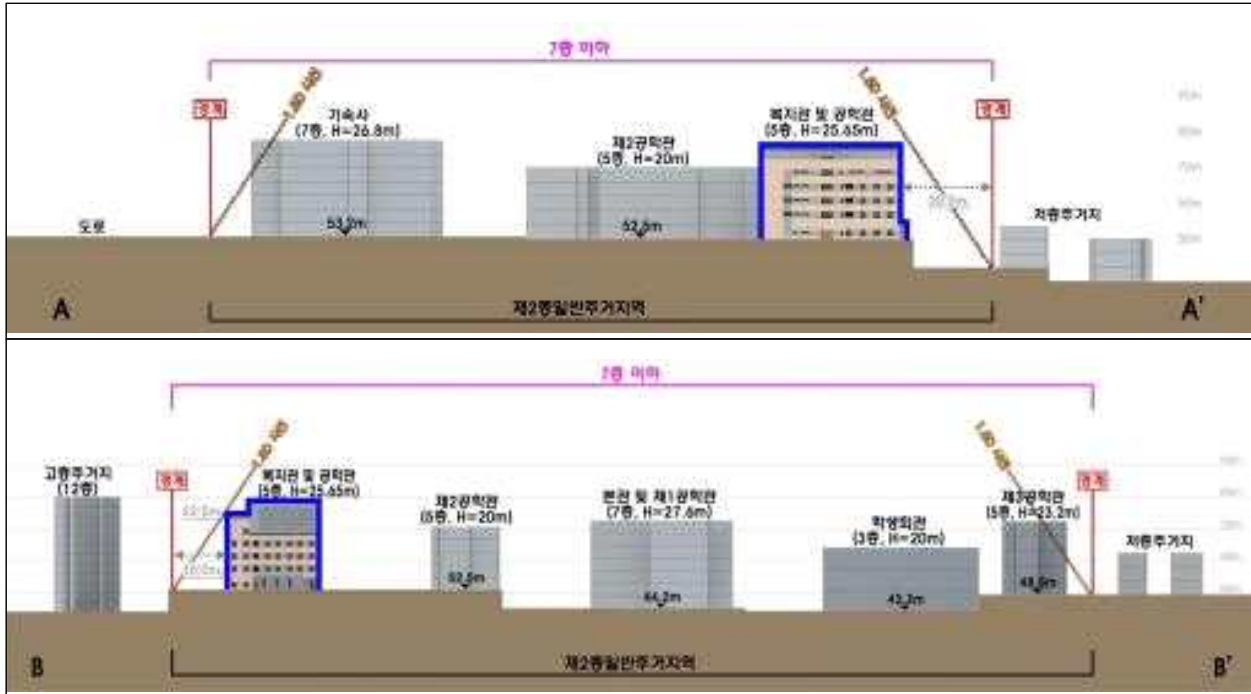 7층 이하
경계
경계
기숙사
(7층, H=26.8m)
제2공학관
(5층, H=20m)
복지관 및 공학관
(5층, H=25.65m)
도로
53.2m
52.5m
저층주거지
A
제2종일반주거지역
A'
7층 이하
고층주거지
(12층)
경계
경계
복지관 및 공학관
(5층, H=25.65m)
제2공학관
(5층, H=20m)
본관 및 제1공학관
(7층, H=27.6m)
학생회관
(3층, H=20m)
제3공학관
(5층, H=23.2m)
저층주거지
52.5m
44.2m
B
제2종일반주거지역
B'